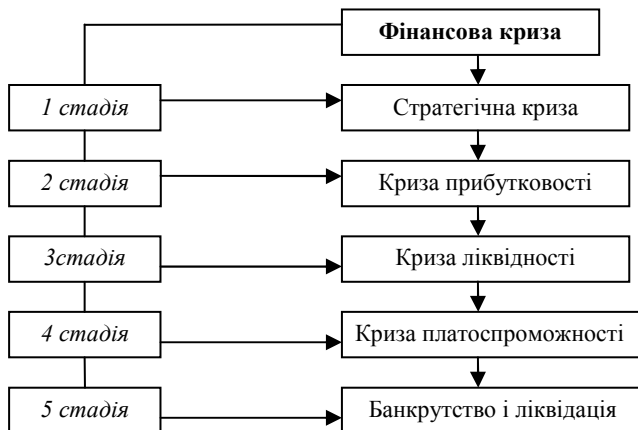 Фінансова криза
1 стадія
Стратегічна криза
2 стадія
Криза прибутковості
3стадія
Криза ліквідності
4 стадія
Криза платоспроможності
5 стадія
Банкрутство і ліквідація